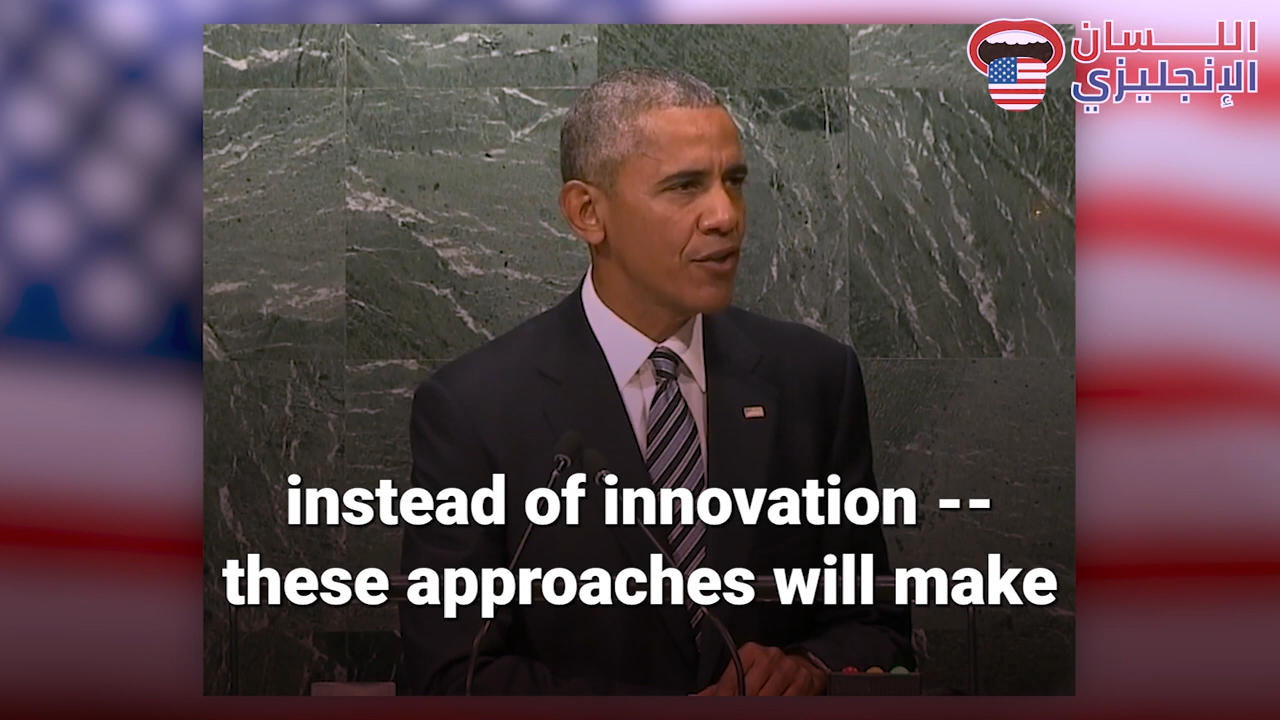 اللسان
الإنجليزي
instead of innovation --
these approaches will make